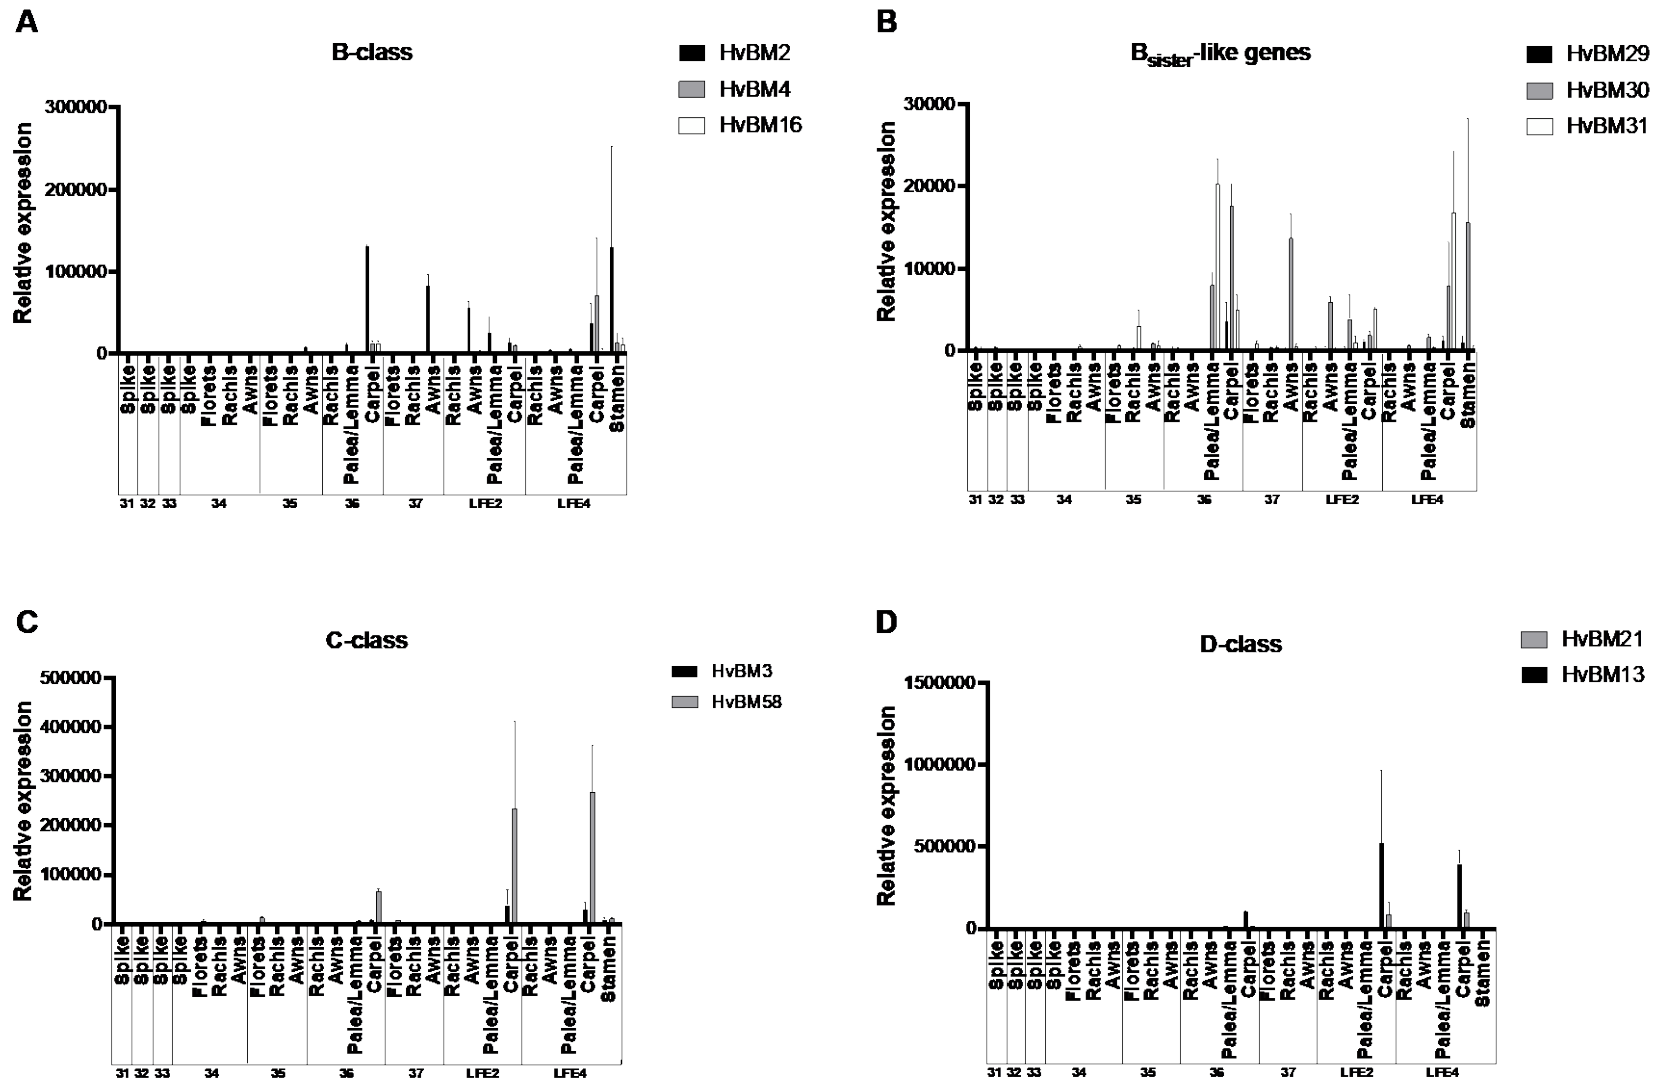 A
B-class
HvBM2
HvBM4
HvBM16
Relative expression
300000
200000
100000
0
Spike Spike Spike Spike Florets Rachis Awns Florets Rachis Awns Rachis Palea/Lemma Carpel Florets Rachis Awns Rachis Awns Palea/Lemma Carpel Rachis Awns Palea/Lemma Carpel Stamen
31 32 33 34 35 36 37 LFE2 LFE4
B
Bsister-like genes
HvBM29
HvBM30
HvBM31
Relative expression
30000
20000
10000
0
Spike Spike Spike Spike Florets Rachis Awns Florets Rachis Awns Rachis Palea/Lemma Carpel Florets Rachis Awns Rachis Awns Palea/Lemma Carpel Rachis Awns Palea/Lemma Carpel Stamen
31 32 33 34 35 36 37 LFE2 LFE4
C
C-class
HvBM3
HvBM58
Relative expression
500000
400000
300000
200000
100000
0
Spike Spike Spike Spike Florets Rachis Awns Florets Rachis Awns Rachis Awns Palea/Lemma Carpel Florets Rachis Awns Rachis Awns Palea/Lemma Carpel Rachis Awns Palea/Lemma Carpel Stamen
31 32 33 34 35 36 37 LFE2 LFE4
D
D-class
HvBM21
HvBM13
Relative expression
1500000
1000000
500000
0
Spike Spike Spike Spike Florets Rachis Awns Florets Rachis Awns Rachis Awns Palea/Lemma Carpel Florets Rachis Awns Rachis Awns Palea/Lemma Carpel Rachis Awns Palea/Lemma Carpel Stamen
31 32 33 34 35 36 37 LFE2 LFE4